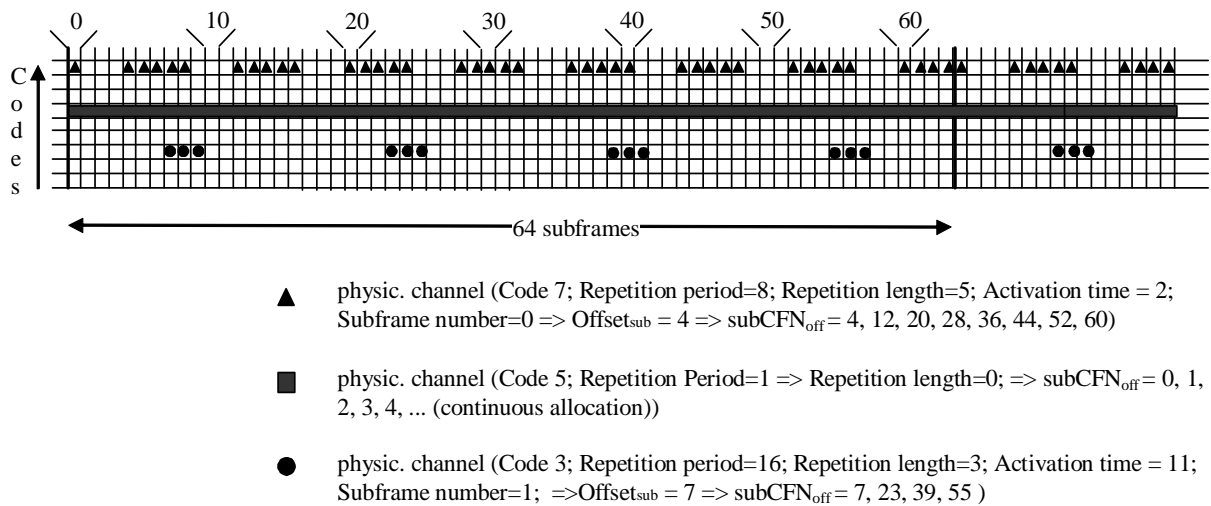 0 10 20 30 40 50 60
C
o
d
e
s
64 subframes
physic. channel (Code 7; Repetition period=8; Repetition length=5; Activation time = 2;
Subframe number=0 => Offsetsub = 4 => subCFNoff = 4, 12, 20, 28, 36, 44, 52, 60)
physic. channel (Code 5; Repetition Period=1 => Repetition length=0; => subCFNoff = 0, 1,
2, 3, 4, ... (continuous allocation))
physic. channel (Code 3; Repetition period=16; Repetition length=3; Activation time = 11;
Subframe number=1; =>Offsetsub = 7 => subCFNoff = 7, 23, 39, 55 )